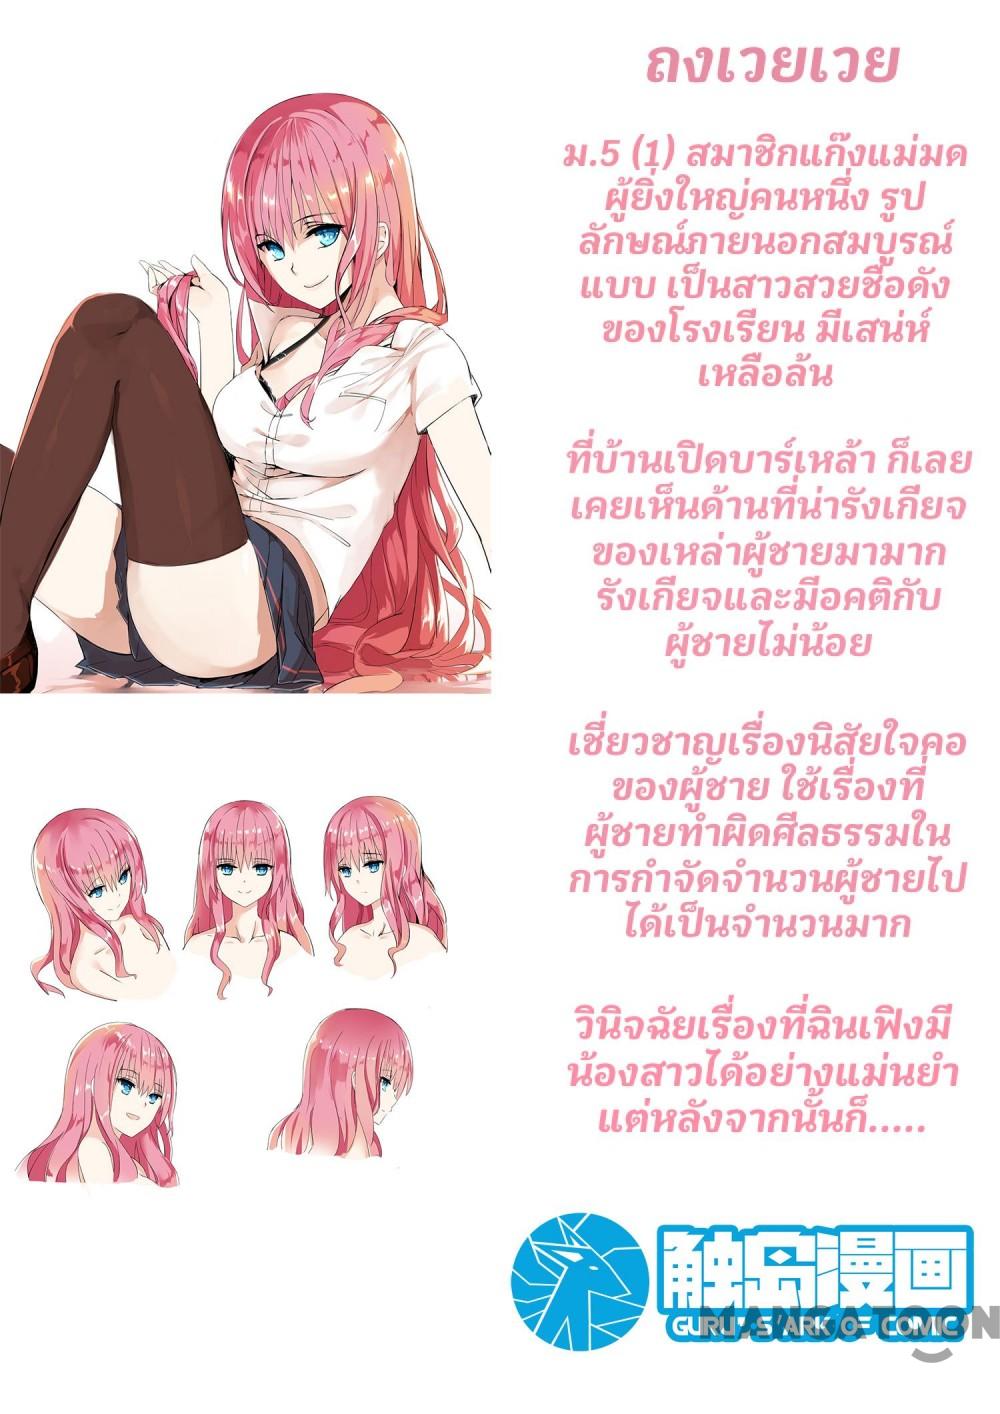 ถงเวยเวย
ม.5 (1) สมาชิกแก๊งแม่มด
ผู้ยิ่งใหญ่คนหนึ่ง รูป
ลักษณ์ภายนอกสมบูรณ์
แบบ เป็นสาวสวยชื่อดัง
ของโรงเรียน มีเสน่ห์
เหลือล้น
ที่บ้านเปิดบาร์เหล้า ก็เลย
เคยเห็นด้านที่น่ารังเกียจ
ของเหล่าผู้ชายมามาก
รังเกียจและมีอคติกับ
ผู้ชายไม่น้อย
เชี่ยวชาญเรื่องนิสัยใจคอ
ของผู้ชาย ใช้เรื่องที่
ผู้ชายทำผิดศีลธรรมใน
การกำจัดจำนวนผู้ชายไป
ได้เป็นจำนวนมาก
วินิจฉัยเรื่องที่ฉินเฟิงมี
น้องสาวได้อย่างแม่นยำ
แต่หลังจากนั้นก็.....
触岛漫画
MANGATOON
OF COMIC